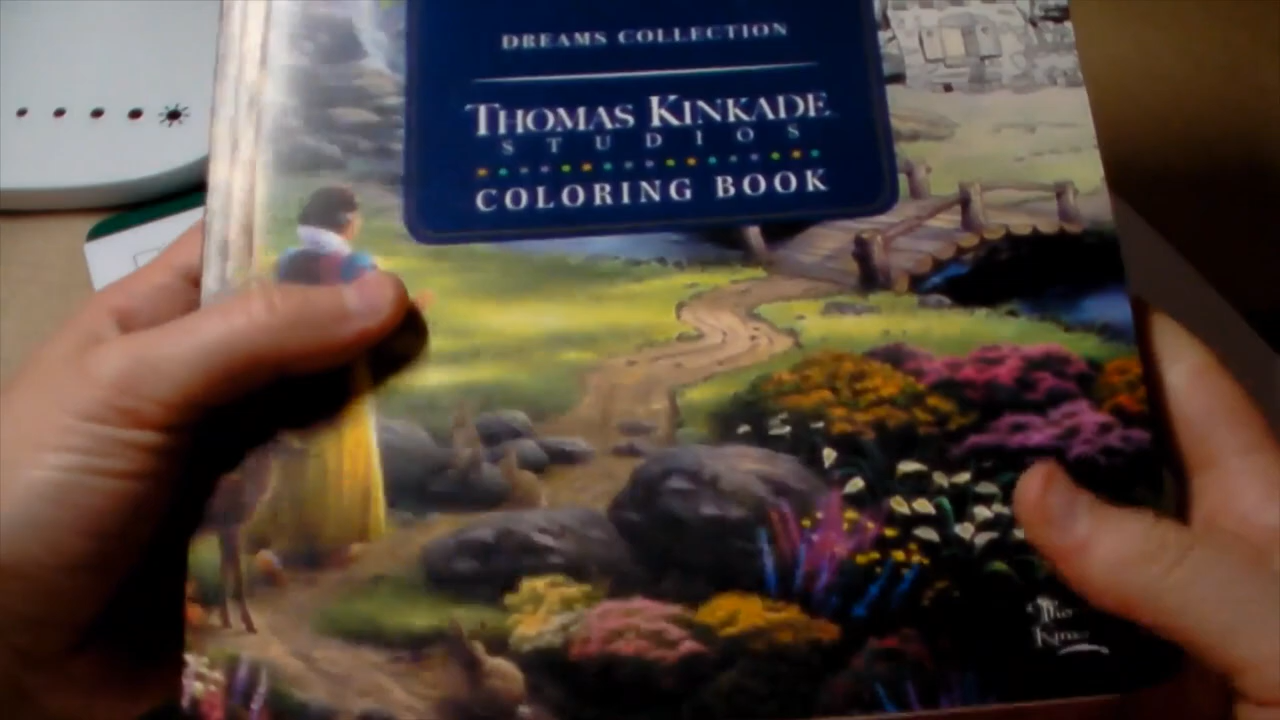 DREAMS COLLECTION
THOMAS KINKADE
STUDIOS
COLORING BOOK